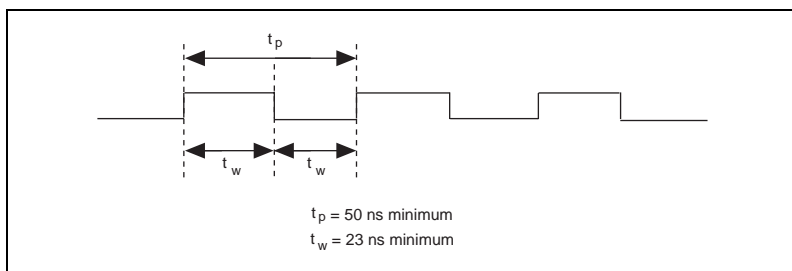 tp
tw tw
tp = 50 ns minimum
tw = 23 ns minimum